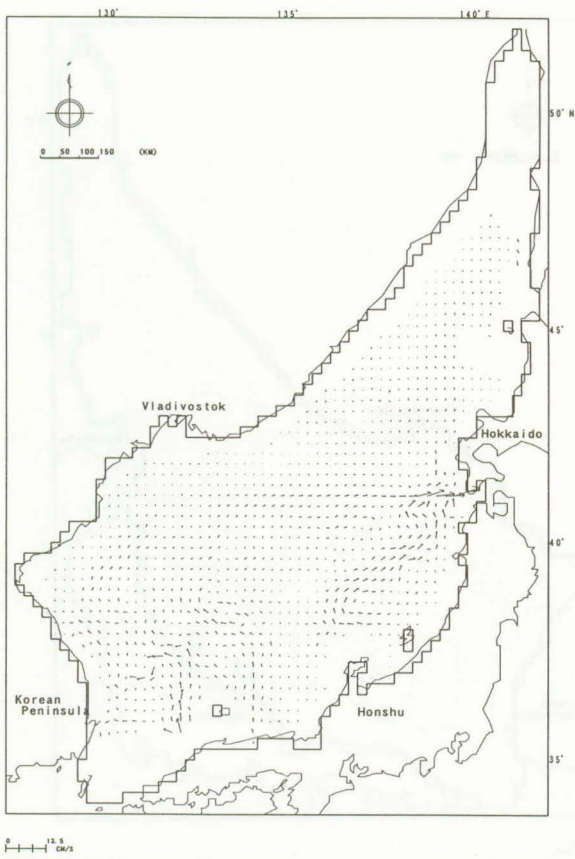 130° 135° 140° E
50° N
0 50 100 150 (KM)
45°
Vladivostok
Hokkaido
40°
Korean
Peninsula
Honshu
35°
0 13.5
CM/S